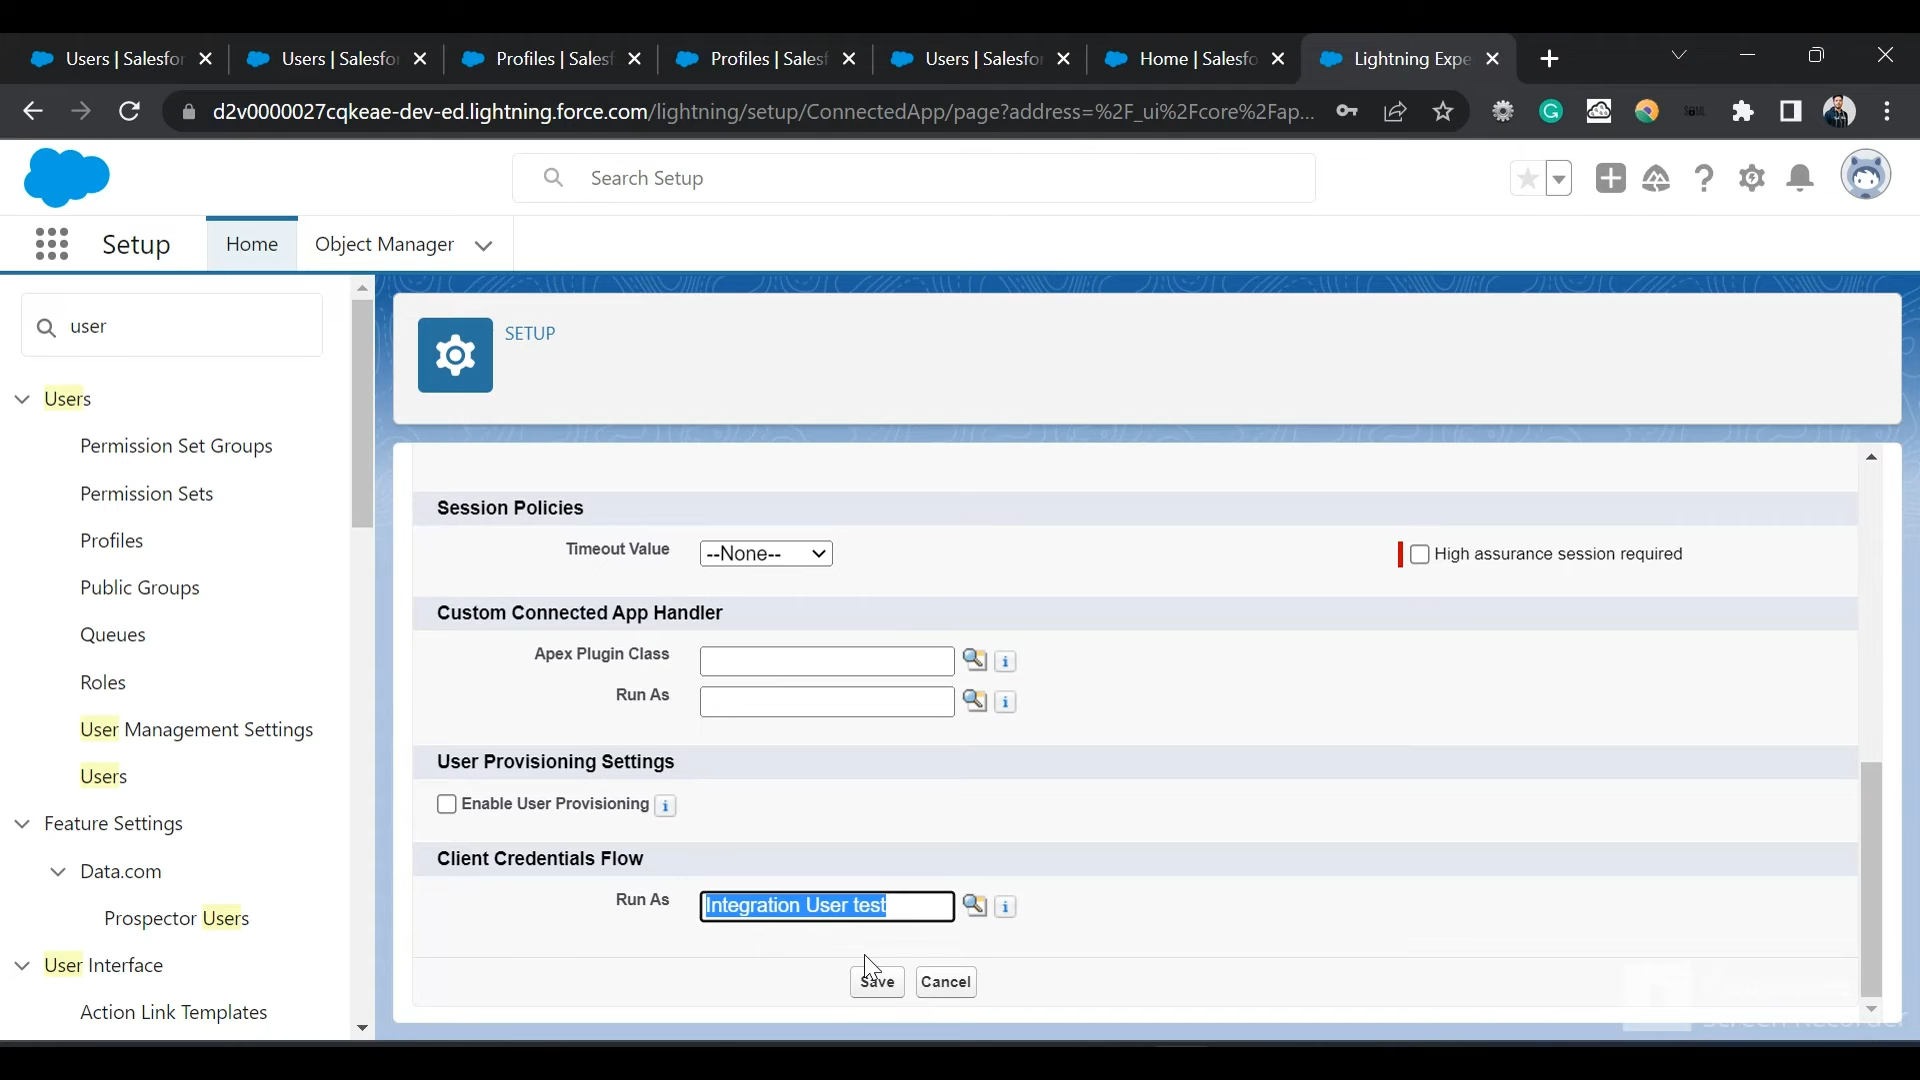 Users | Salesfor
Users | Salesfor
Profiles | Salesf
Profiles | Salesf
Users | Salesfor
Home | Salesfo
Lightning Expe
d2v0000027cqkeae-dev-ed.lightning.force.com/lightning/setup/ConnectedApp/page?address=%2F_ui%2Fcore%2Fap...
Search Setup
Setup
Home
Object Manager
user
SETUP
Users
Permission Set Groups
Permission Sets
Profiles
Public Groups
Queues
Roles
User Management Settings
Users
Feature Settings
Data.com
Prospector Users
User Interface
Action Link Templates
Session Policies
Timeout Value
--None--
High assurance session required
Custom Connected App Handler
Apex Plugin Class
Run As
User Provisioning Settings
Enable User Provisioning
Client Credentials Flow
Run As
Integration User test
Save
Cancel